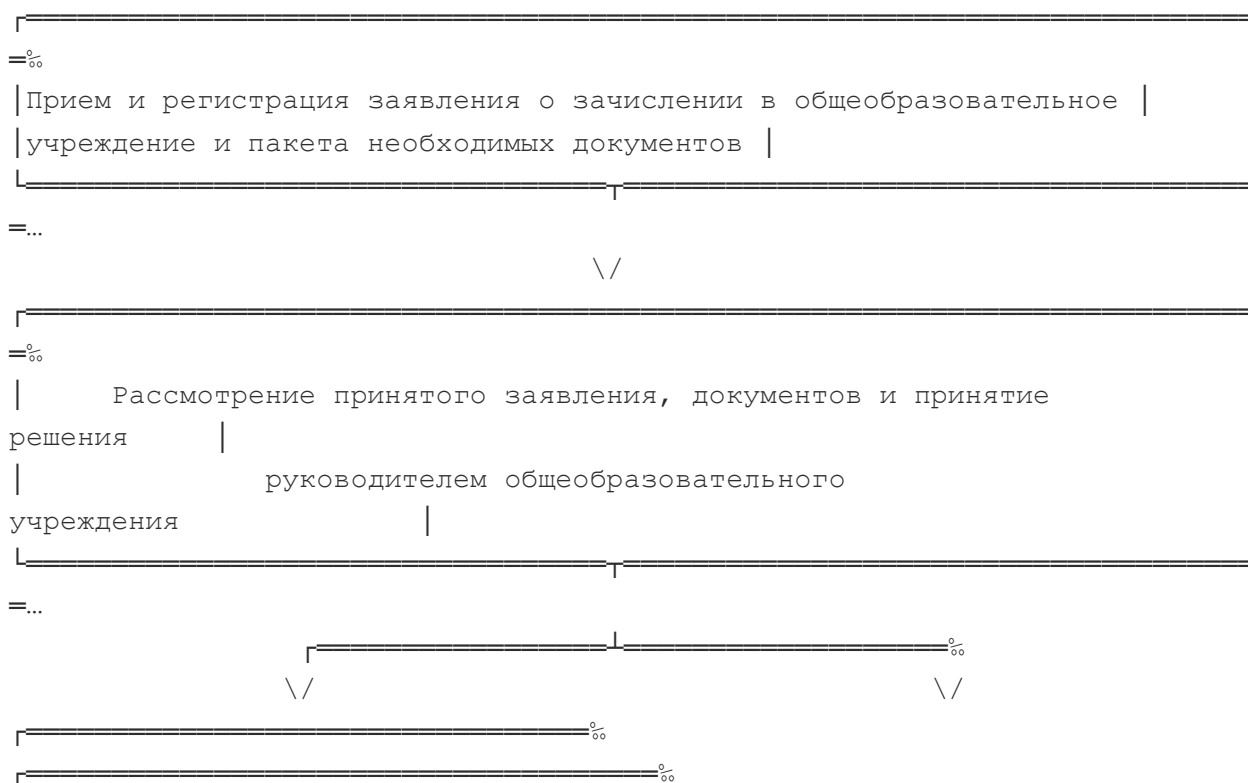 ┌════════════════════════════════════════════════════════════════════════
═‰
│Прием и регистрация заявления о зачислении в общеобразовательное │
│учреждение и пакета необходимых документов │
└══════════════════════════════════┬═════════════════════════════════════
═…
\/
┌════════════════════════════════════════════════════════════════════════
═‰
│ Рассмотрение принятого заявления, документов и принятие
решения │
│ руководителем общеобразовательного
учреждения │
└══════════════════════════════════┬═════════════════════════════════════
═…
┌═════════════════┴═══════════════════‰
\/ \/
┌═════════════════════════════════‰
┌═════════════════════════════════════‰